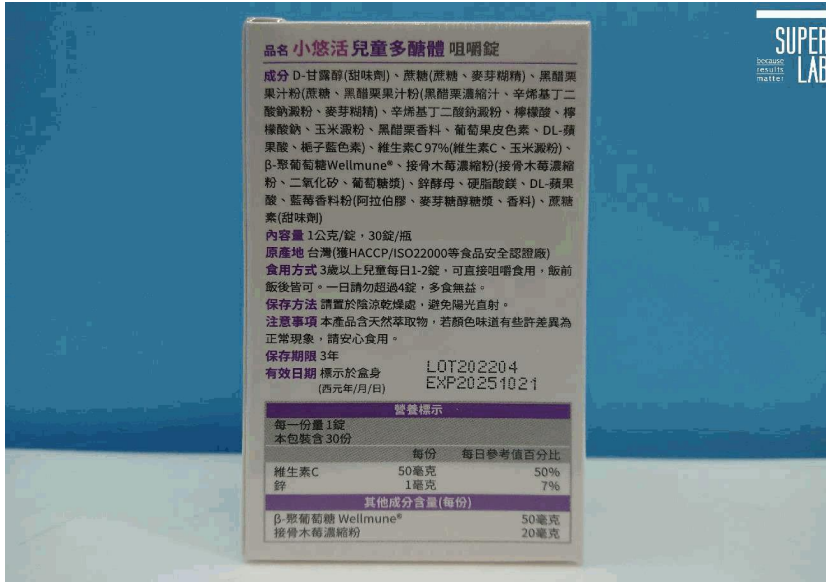 SUPER
LAB
because
results
matter
品名 小悠活 兒童多醣體 咀嚼錠
成分 D-甘露醇(甜味劑)、蔗糖(蔗糖、麥芽糊精)、黑醋栗
果汁粉(蔗糖、黑醋栗果汁粉(黑醋栗濃縮汁、辛烯基丁二
酸鈉澱粉、麥芽糊精)、辛烯基丁二酸鈉澱粉、檸檬酸、檸
檬酸鈉、玉米澱粉、黑醋栗香料、葡萄果皮色素、DL-蘋
果酸、梔子藍色素)、維生素C 97%(維生素C、玉米澱粉)、
β-聚葡萄糖Wellmune®、接骨木莓濃縮粉(接骨木莓濃縮
粉、二氧化矽、葡萄糖漿)、鋅酵母、硬脂酸鎂、DL-蘋果
酸、藍莓香料粉(阿拉伯膠、麥芽糖醇糖漿、香料)、蔗糖
素(甜味劑)
內容量 1公克/錠，30錠/瓶
原產地 台灣(獲HACCP/ISO22000等食品安全認證廠)
食用方式 3歲以上兒童每日1-2錠、可直接咀嚼食用，飯前
飯後皆可。一日請勿超過4錠，多食無益。
保存方法 請置於陰涼乾燥處，避免陽光直射。
注意事項 本產品含天然萃取物，若顏色味道有些許差異為
正常現象，請安心食用。
保存期限 3年
有效日期 標示於盒身
(西元年/月/日)
LOT202204
EXP20251021
營養標示
每一份量 1錠
本包裝含 30份
每份 每日參考值百分比
維生素C 50毫克 50%
鋅 1毫克 7%
其他成分含量(每份)
β-聚葡萄糖 Wellmune® 50毫克
接骨木莓濃縮粉 20毫克